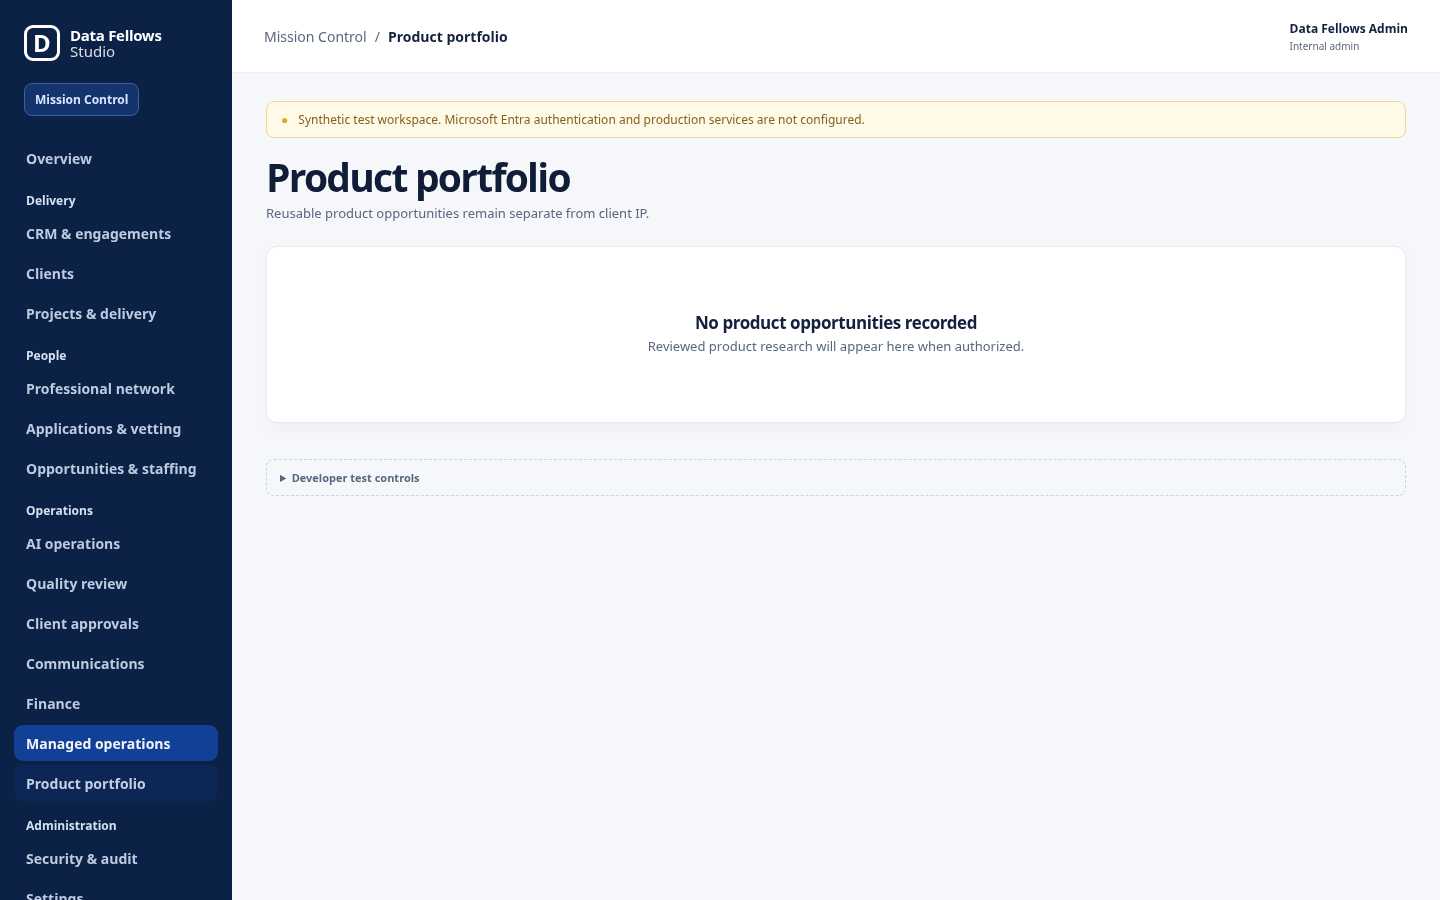 D
Data Fellows
Studio
Mission Control
Overview
Delivery
CRM & engagements
Clients
Projects & delivery
People
Professional network
Applications & vetting
Opportunities & staffing
Operations
AI operations
Quality review
Client approvals
Communications
Finance
Managed operations
Product portfolio
Administration
Security & audit
Settings
Mission Control / Product portfolio
Data Fellows Admin
Internal admin
Synthetic test workspace. Microsoft Entra authentication and production services are not configured.
Product portfolio
Reusable product opportunities remain separate from client IP.
No product opportunities recorded
Reviewed product research will appear here when authorized.
Developer test controls